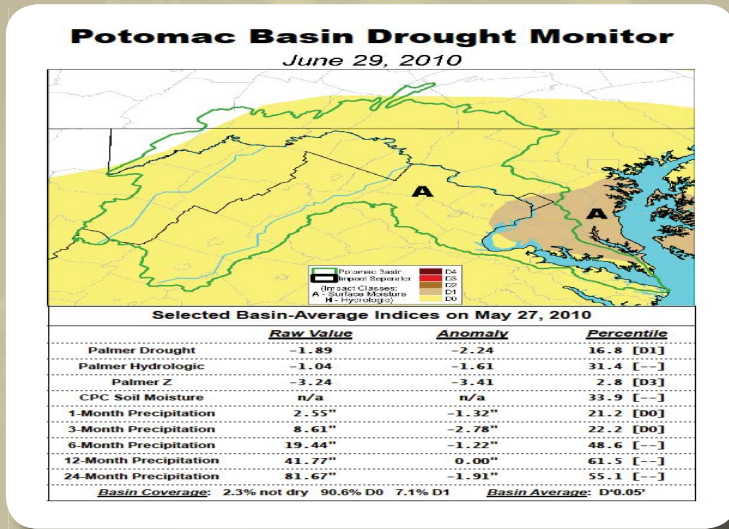 Potomac Basin Drought Monitor
June 29, 2010
A
A
Potomac Basin
Impact Separator
(Impact Classes:
A - Surface Moisture
H - Hydrologic)
D4
D3
D2
D1
D0
Selected Basin-Average Indices on May 27, 2010
Raw Value Anomaly Percentile
Palmer Drought -1.89 -2.24 16.8 [D1]
Palmer Hydrologic -1.04 -1.61 31.4 [--]
Palmer Z -3.24 -3.41 2.8 [D3]
CPC Soil Moisture n/a n/a 33.9 [--]
1-Month Precipitation 2.55" -1.32" 21.2 [D0]
3-Month Precipitation 8.61" -2.78" 22.2 [D0]
6-Month Precipitation 19.44" -1.22" 48.6 [--]
12-Month Precipitation 41.77" 0.00" 61.5 [--]
24-Month Precipitation 81.67" -1.91" 55.1 [--]
Basin Coverage: 2.3% not dry 90.6% D0 7.1% D1 Basin Average: D'0.05'